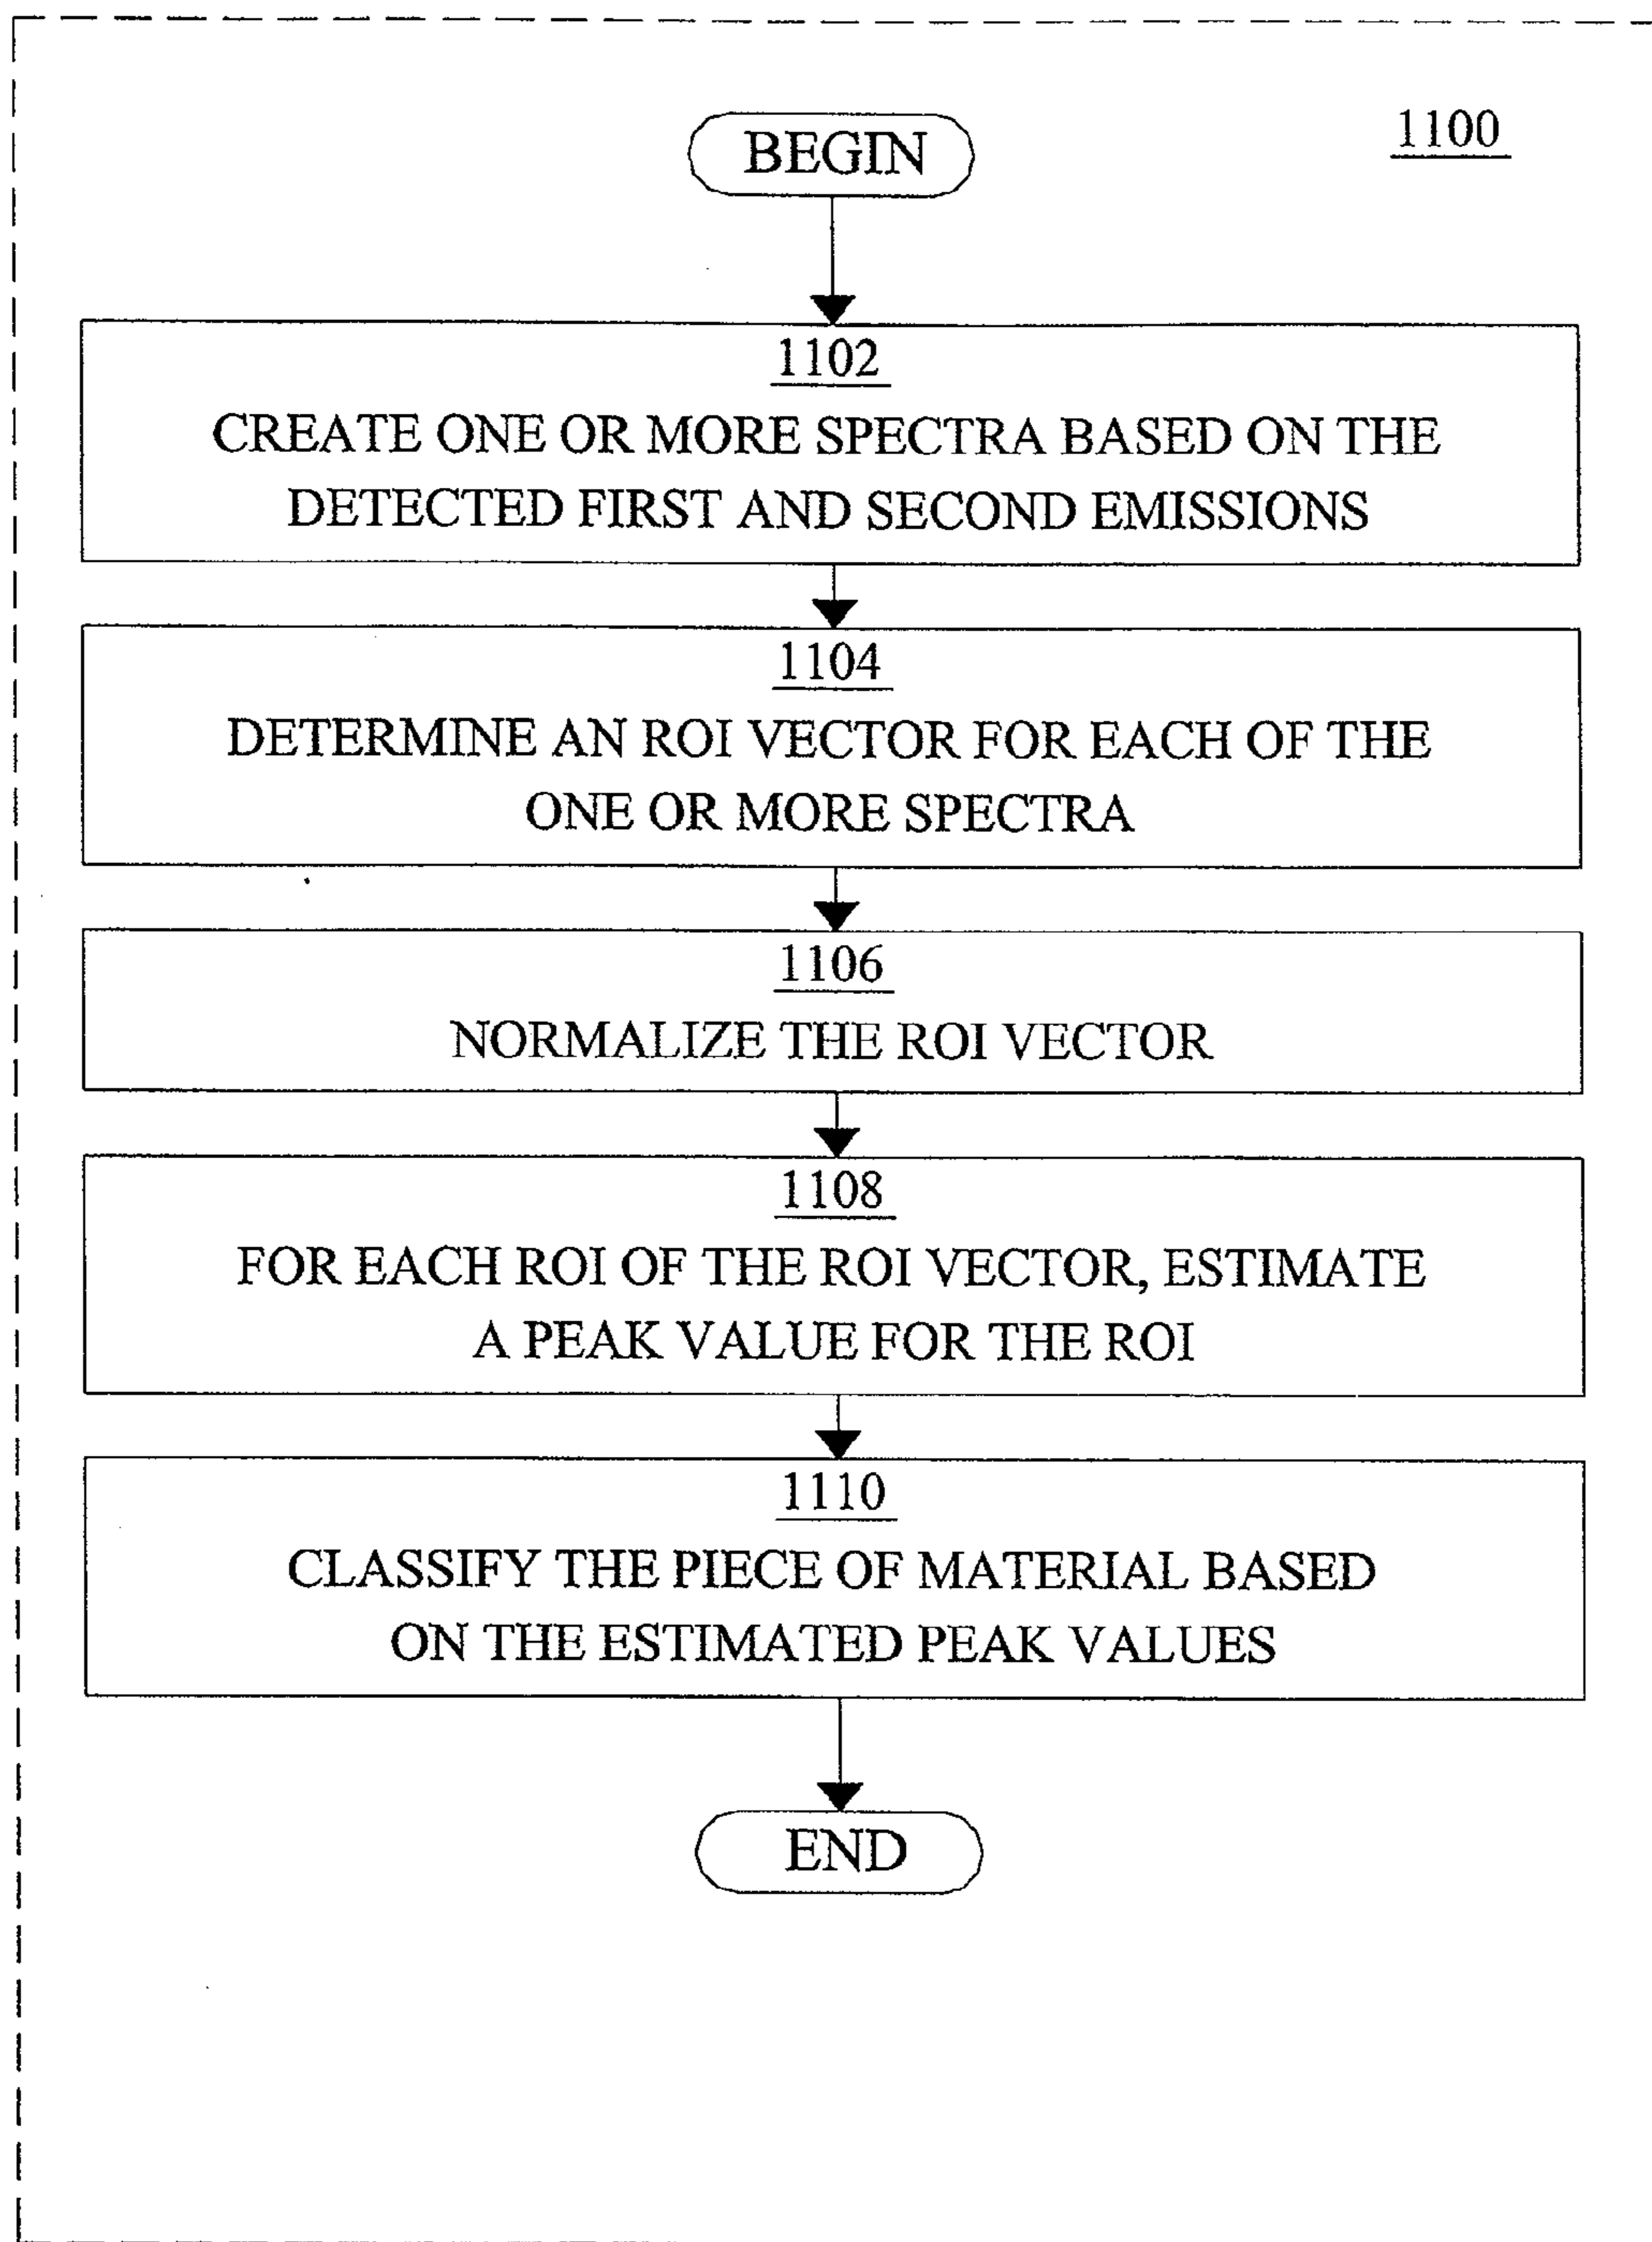 1100
BEGIN
1102
CREATE ONE OR MORE SPECTRA BASED ON THE
DETECTED FIRST AND SECOND EMISSIONS
1104
DETERMINE AN ROI VECTOR FOR EACH OF THE
ONE OR MORE SPECTRA
1106
NORMALIZE THE ROI VECTOR
1108
FOR EACH ROI OF THE ROI VECTOR, ESTIMATE
A PEAK VALUE FOR THE ROI
1110
CLASSIFY THE PIECE OF MATERIAL BASED
ON THE ESTIMATED PEAK VALUES
END